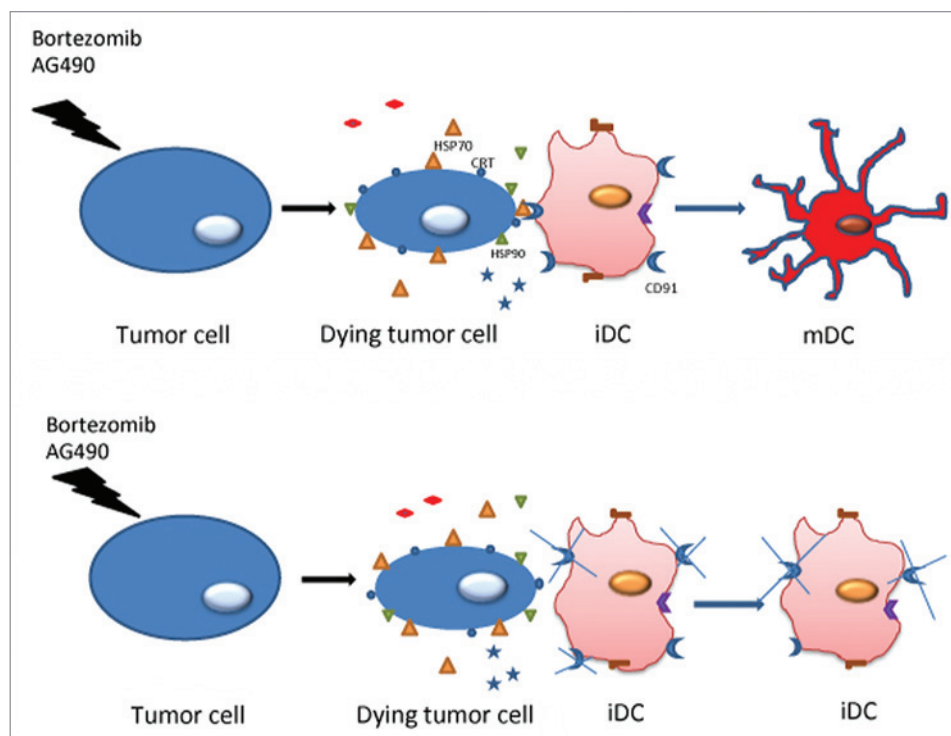 Bortezomib
AG490
HSP70
CRT
HSP90
CD91
Tumor cell
Dying tumor cell
iDC
mDC
Bortezomib
AG490
Tumor cell
Dying tumor cell
iDC
iDC